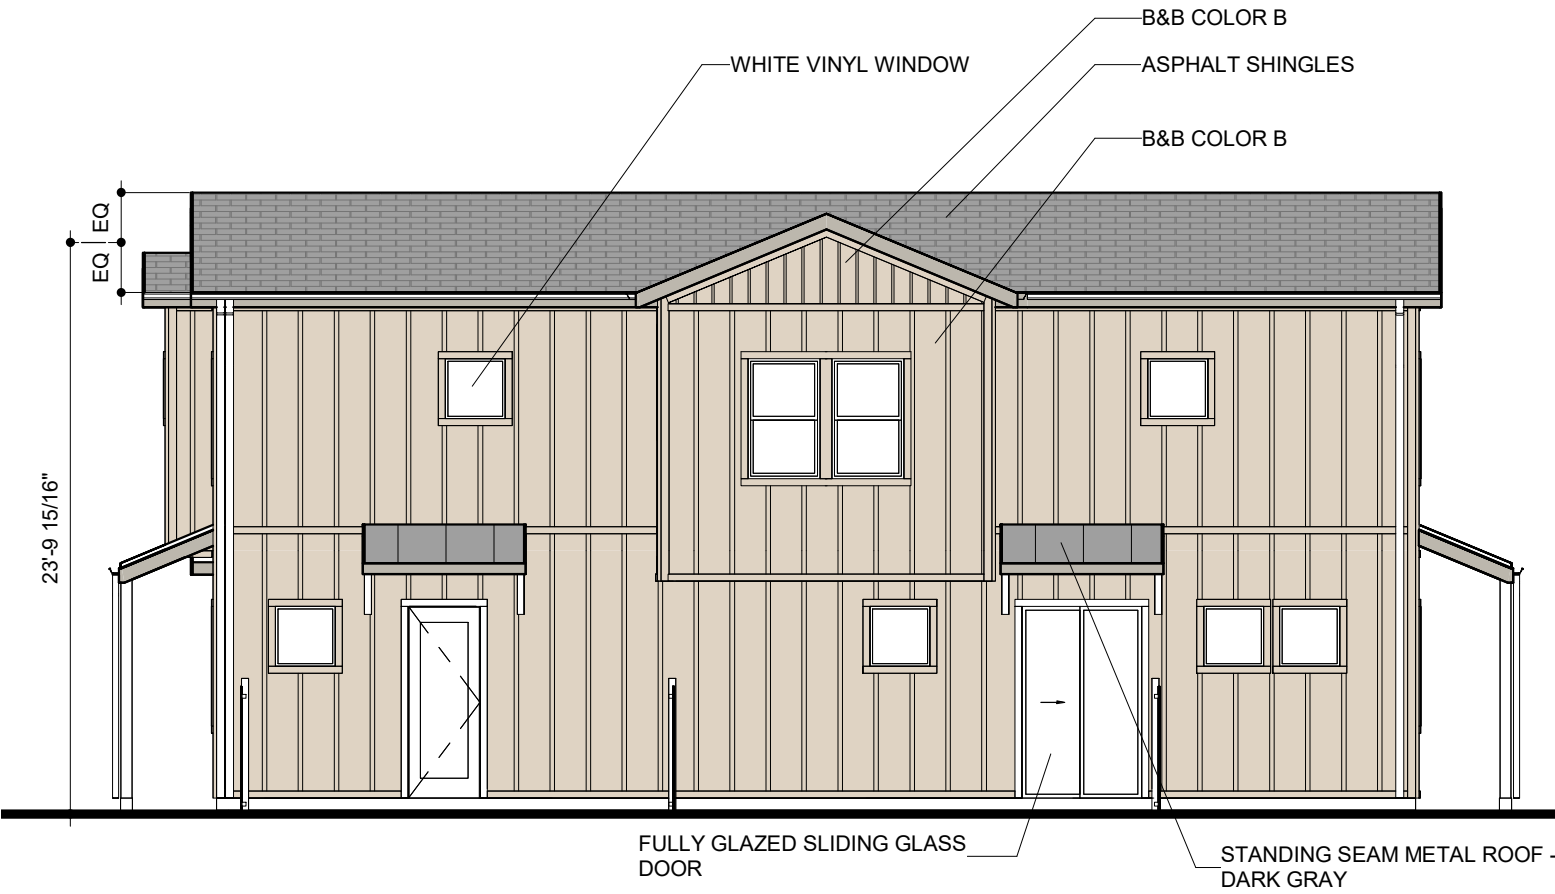 B&B COLOR B
WHITE VINYL WINDOW
ASPHALT SHINGLES
B&B COLOR B
EQ
EQ
23'-9 15/16"
FULLY GLAZED SLIDING GLASS
DOOR
STANDING SEAM METAL ROOF -
DARK GRAY